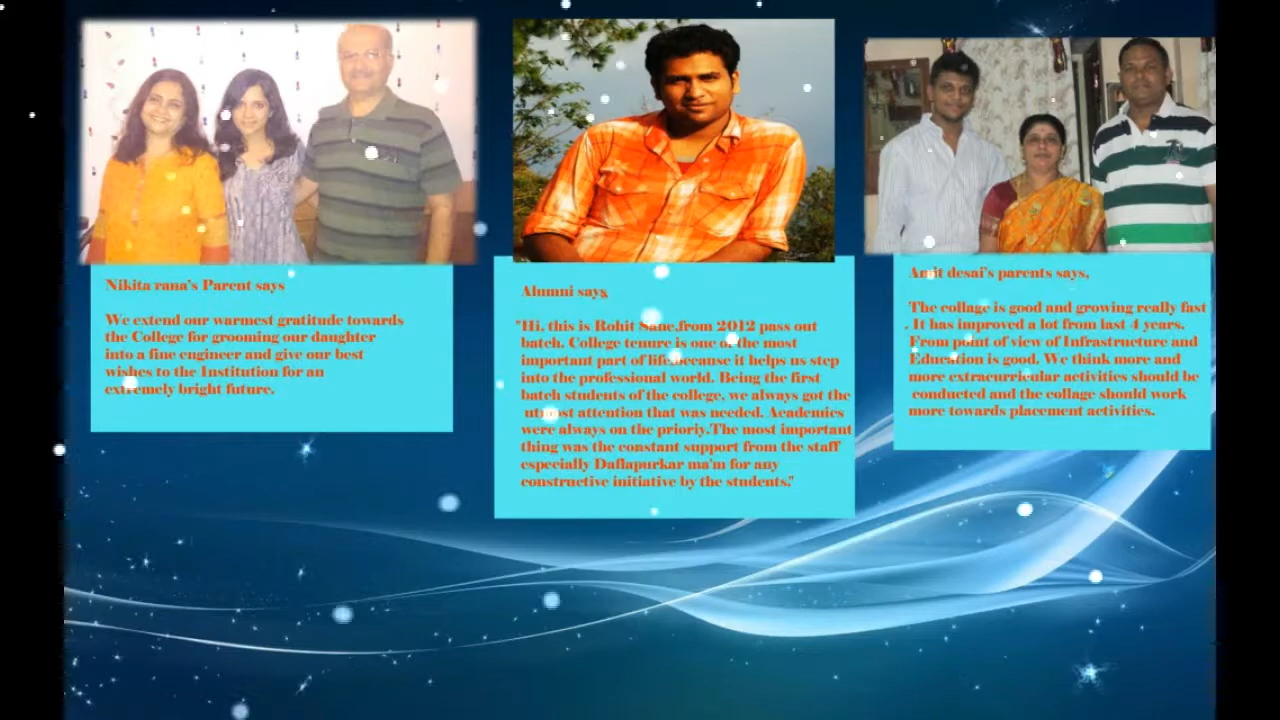 Nikita rana's Parent says
We extend our warmest gratitude towards
the College for grooming our daughter
into a fine engineer and give our best
wishes to the Institution for an
extremely bright future.
Alumni says,
"Hi, this is Rohit Sane,from 2012 pass out
batch. College tenure is one of the most
important part of life,because it helps us step
into the professional world. Being the first
batch students of the college, we always got the
utmost attention that was needed. Academics
were always on the prioriy.The most important
thing was the constant support from the staff
especially Daflapurkar ma'm for any
constructive initiative by the students."
Amit desai's parents says,
The collage is good and growing really fast
. It has improved a lot from last 4 years.
From point of view of Infrastructure and
Education is good. We think more and
more extracurricular activities should be
conducted and the collage should work
more towards placement activities.